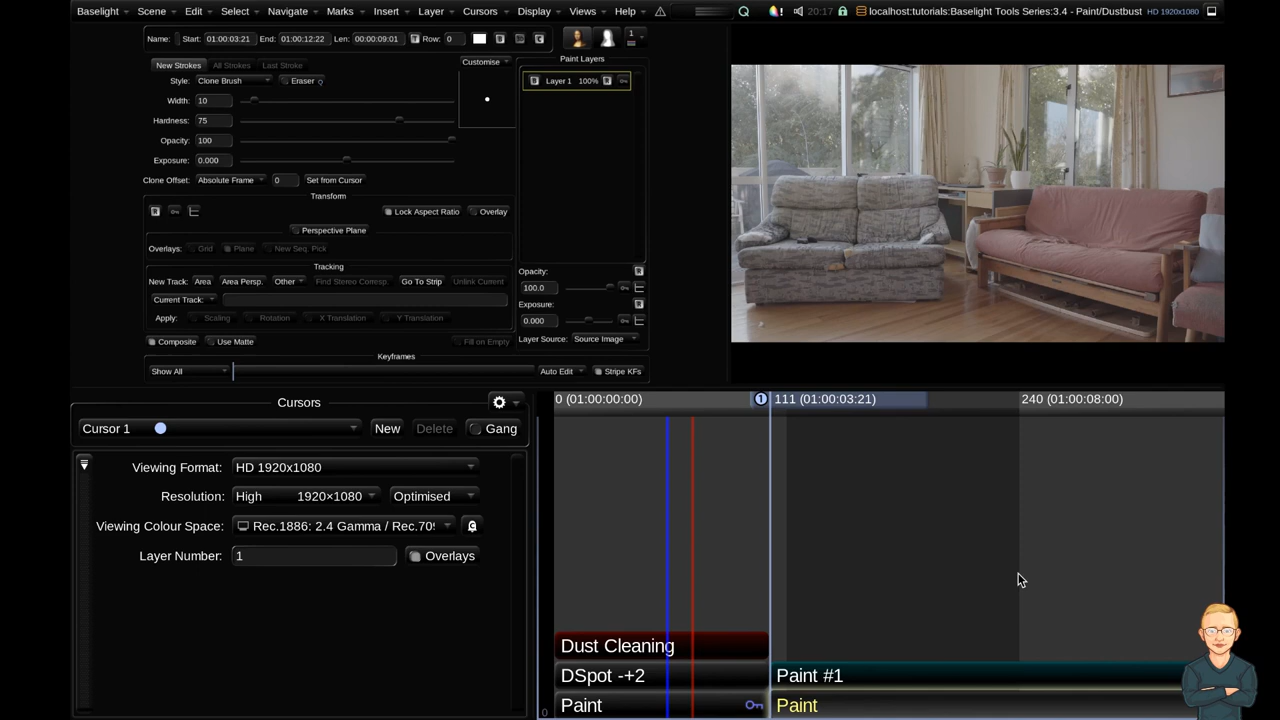 Baselight Scene Edit Select Navigate Marks Insert Layer Cursors Display Views Help 20:17 localhost:tutorials:Baselight Tools Series:3.4 - Paint/Dustbust HD 1920x1080
Name: Start: 01:00:03:21 End: 01:00:12:22 Len: 00:00:09:01 Row: 0 1
New Strokes All Strokes Last Stroke Customise
Paint Layers
Style: Clone Brush Eraser
Layer 1 100%
Width: 10
Hardness: 75
Opacity: 100
Exposure: 0.000
Clone Offset: Absolute Frame 0 Set from Cursor
Transform
Lock Aspect Ratio Overlay
Perspective Plane
Overlays: Grid Plane New Seq. Pick
Tracking
New Track: Area Area Persp. Other Find Stereo Corresp. Go To Strip Unlink Current
Current Track:
Apply: Scaling Rotation X Translation Y Translation
Composite Use Matte Fill on Empty
Opacity:
100.0
Exposure:
0.000
Layer Source: Source Image
Keyframes
Show All Auto Edit Stripe KFs
Cursors
Cursor 1 New Delete Gang
Viewing Format: HD 1920x1080
Resolution: High 1920×1080 Optimised
Viewing Colour Space: Rec.1886: 2.4 Gamma / Rec.709
Layer Number: 1 Overlays
0 (01:00:00:00) 1 111 (01:00:03:21) 240 (01:00:08:00)
Dust Cleaning
DSpot -+2 Paint #1
0 Paint Paint